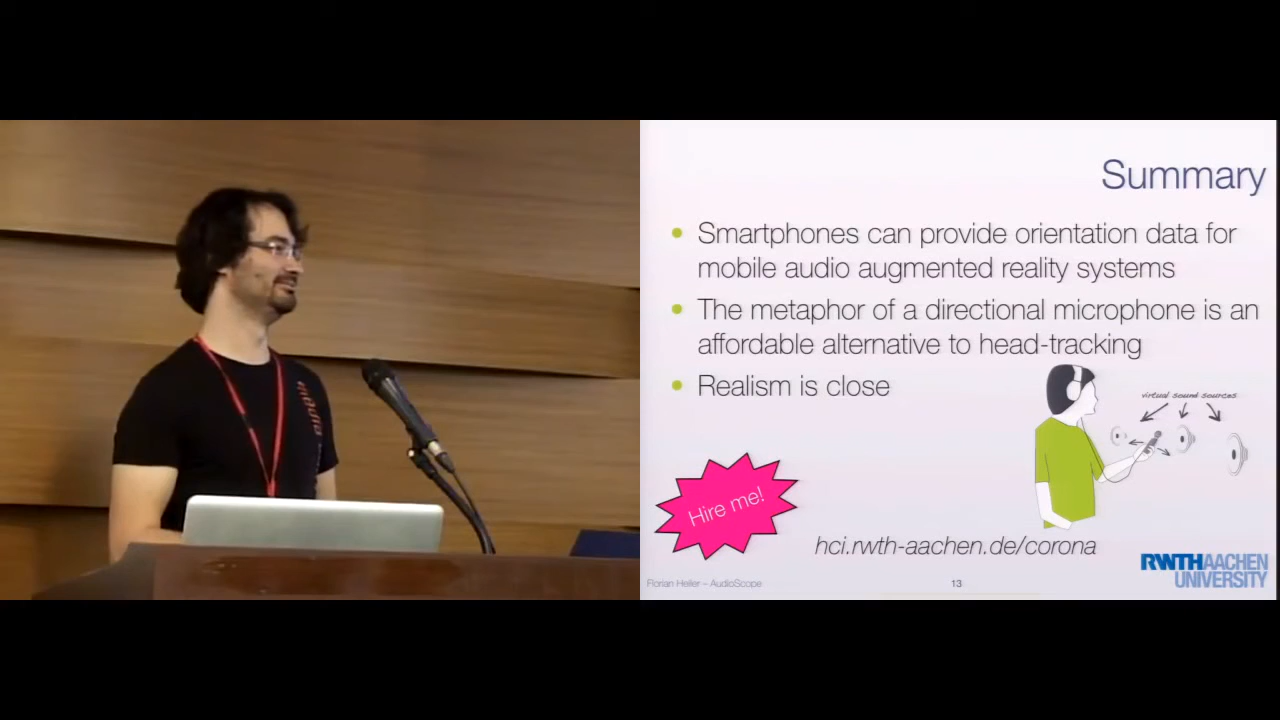 Summary
• Smartphones can provide orientation data for
mobile audio augmented reality systems
• The metaphor of a directional microphone is an
affordable alternative to head-tracking
• Realism is close
virtual sound sources
Hire me!
hci.rwth-aachen.de/corona
RWTHAACHEN
UNIVERSITY
Florian Heller – AudioScope
13